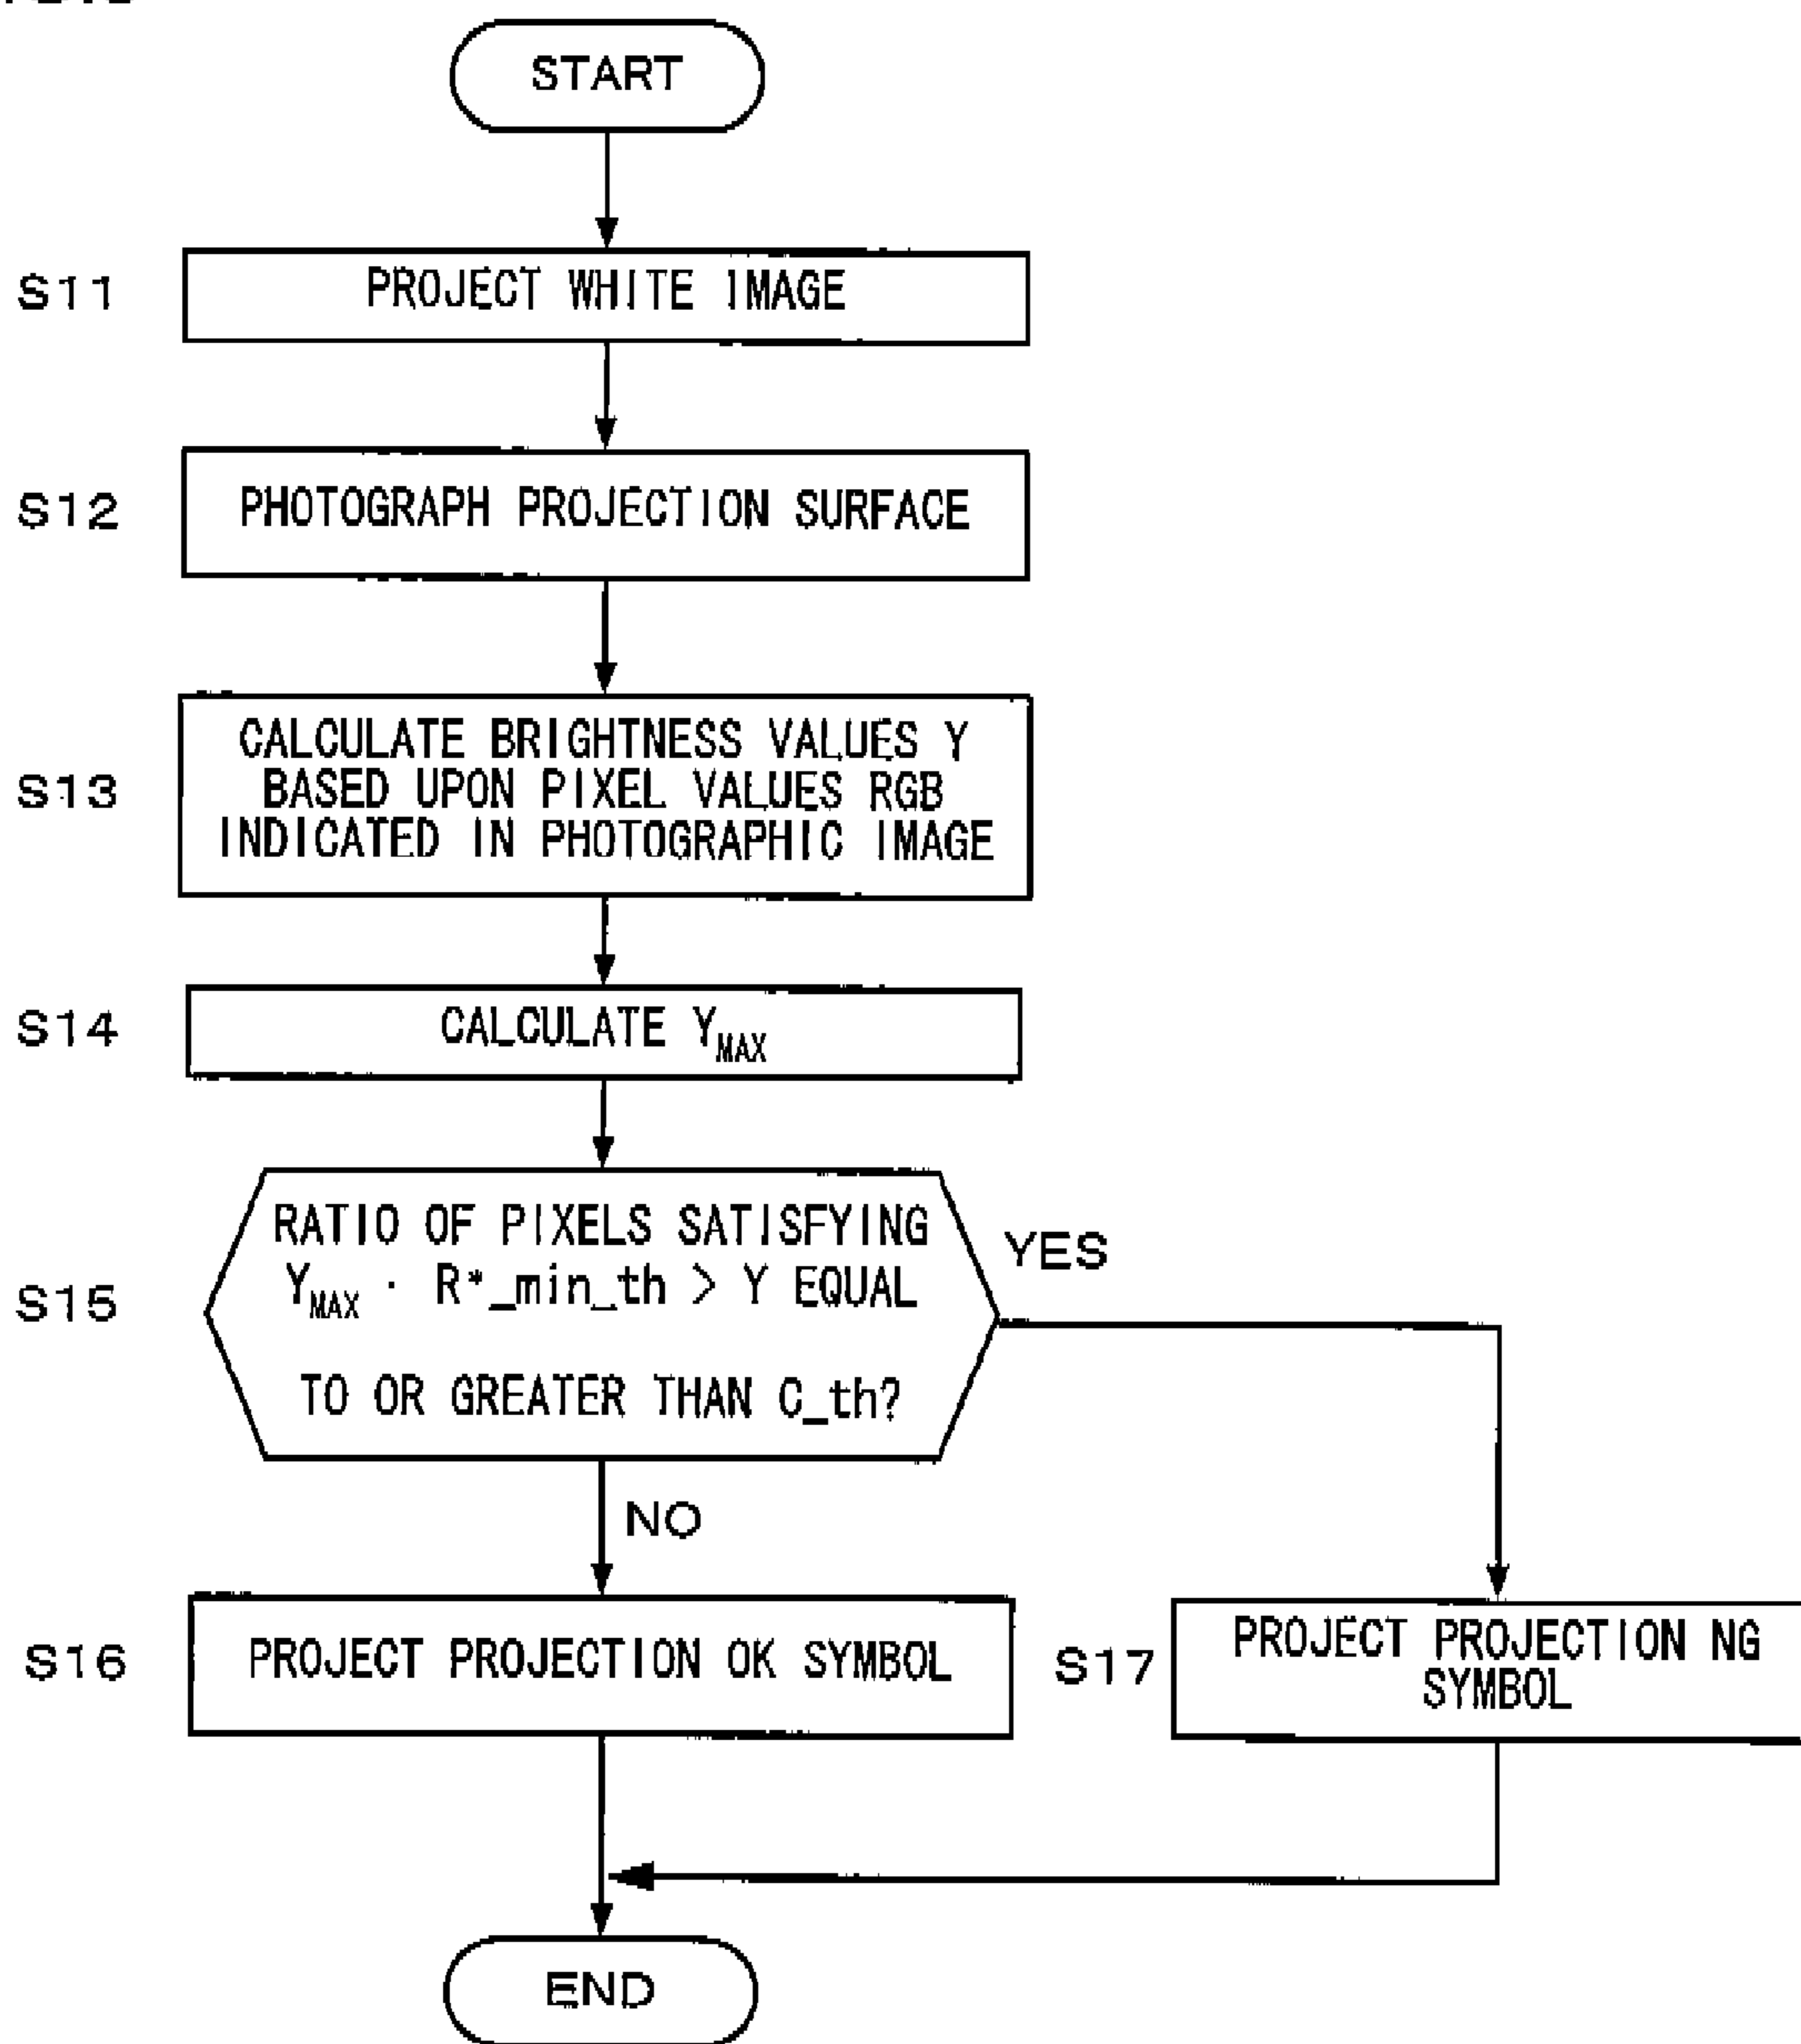 START
S11
PROJECT WHITE IMAGE
S12
PHOTOGRAPH PROJECTION SURFACE
S13
CALCULATE BRIGHTNESS VALUES Y
BASED UPON PIXEL VALUES RGB
INDICATED IN PHOTOGRAPHIC IMAGE
S14
CALCULATE Y_MAX
S15
RATIO OF PIXELS SATISFYING
Y_MAX · R*_min_th > Y EQUAL
TO OR GREATER THAN C_th?
YES
NO
S16
PROJECT PROJECTION OK SYMBOL
S17
PROJECT PROJECTION NG
SYMBOL
END